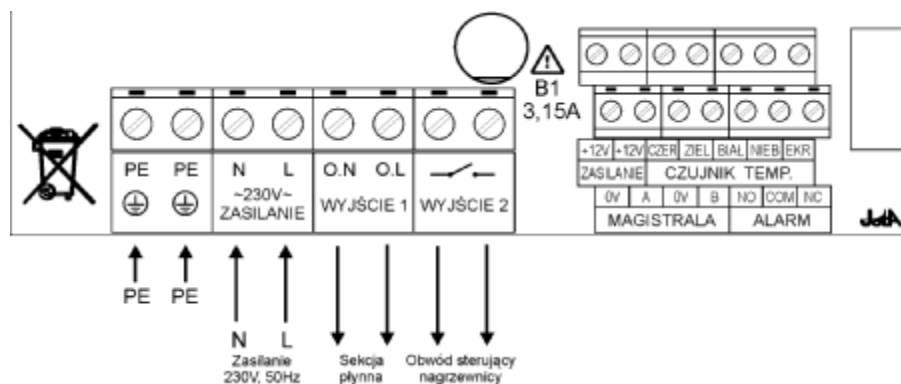 B1
3,15A
PE PE N L O.N O.L
~230V~
ZASILANIE WYJŚCIE 1 WYJŚCIE 2
+12V +12V CZER ZIEL BIAŁ NIEB EKR.
ZASILANIE CZUJNIK TEMP.
0V A 0V B NO COM NC
MAGISTRALA ALARM
PE PE
N L
Zasilanie
230V, 50Hz
Sekcja
płynna
Obwód sterujący
nagrzewnicy